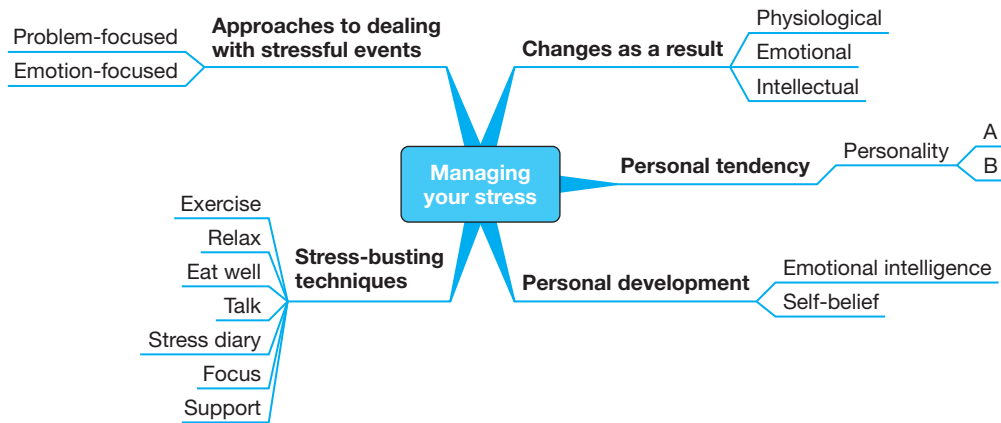 Managing
your stress
Approaches to dealing
with stressful events
Problem-focused
Emotion-focused
Changes as a result
Physiological
Emotional
Intellectual
Personal tendency
Personality
A
B
Personal development
Emotional intelligence
Self-belief
Stress-busting
techniques
Exercise
Relax
Eat well
Talk
Stress diary
Focus
Support